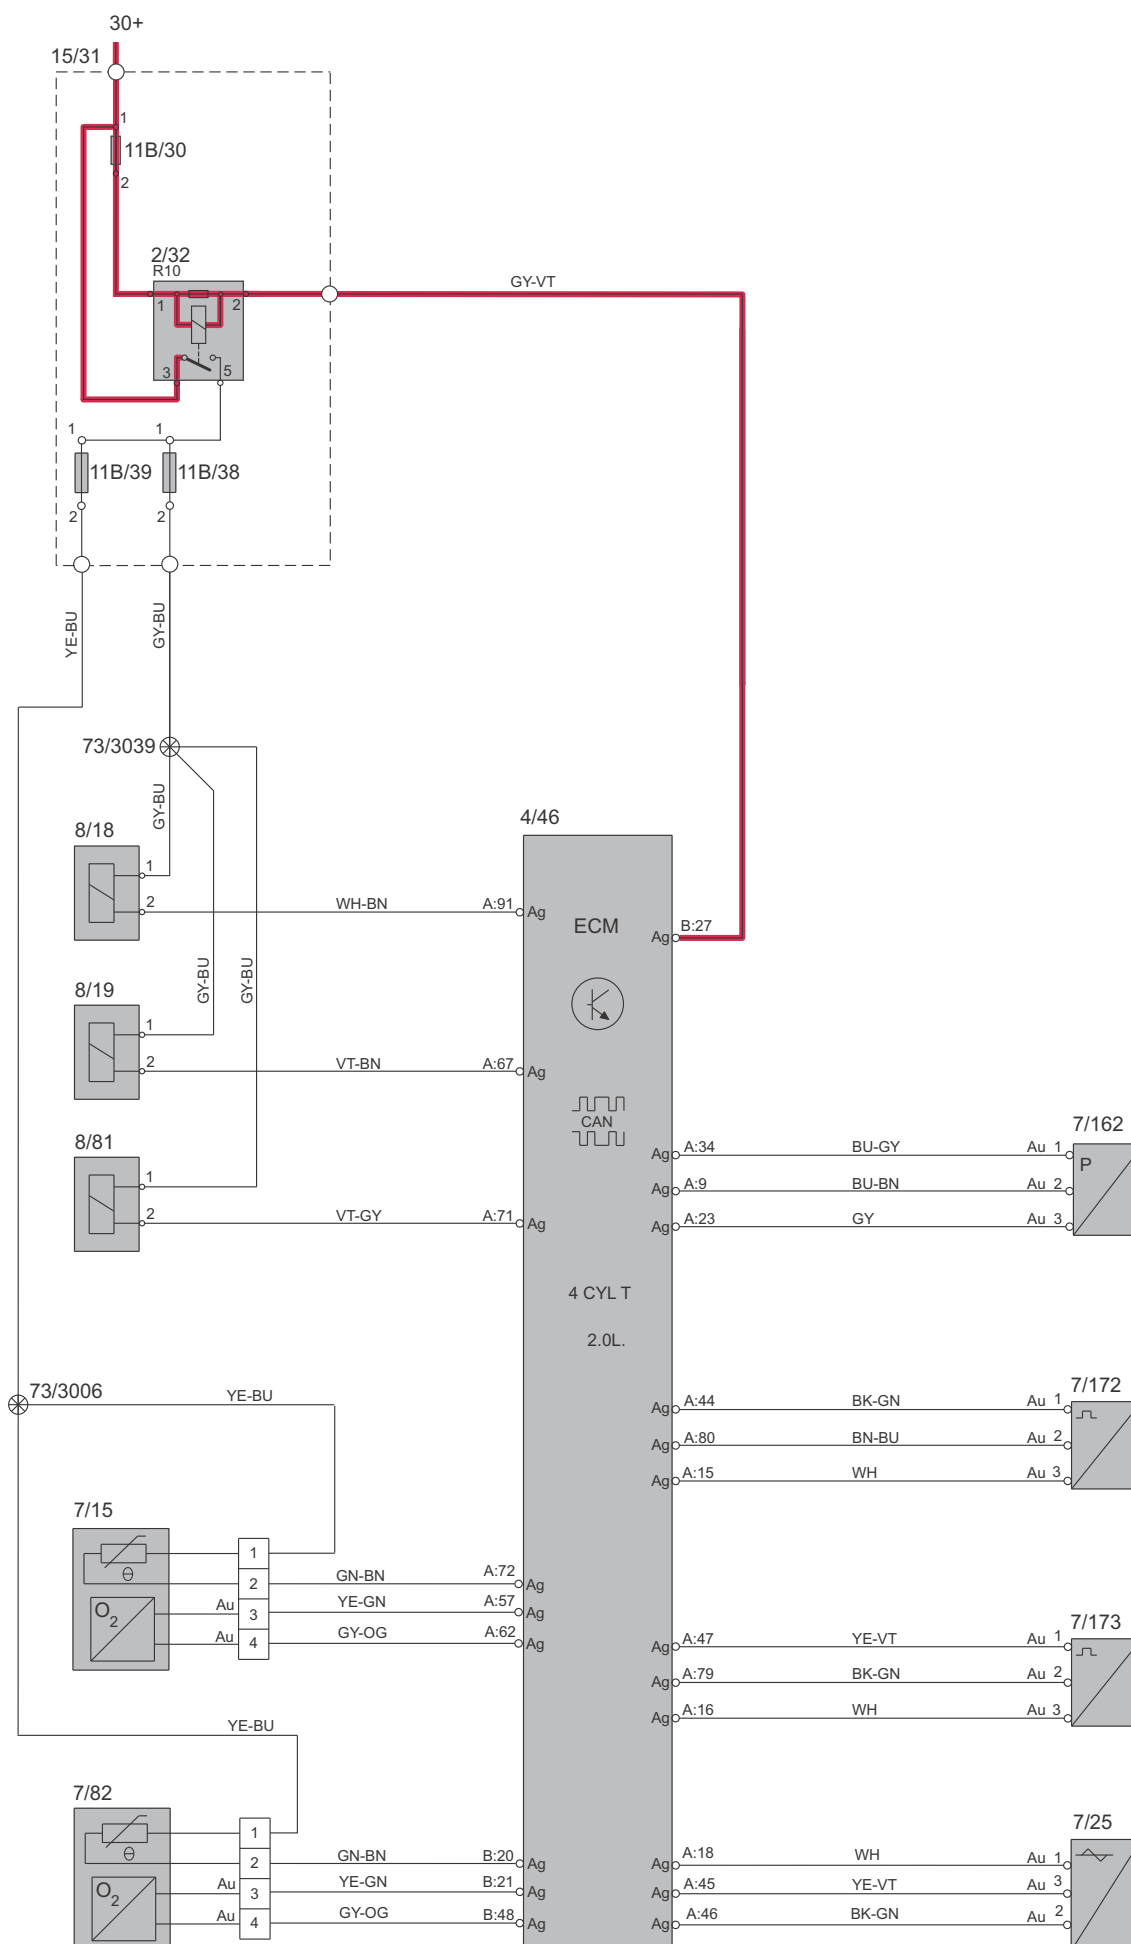 30+
15/31
1
11B/30
2
2/32
R10
GY-VT
1 2
3 5
1 1
11B/39 11B/38
2 2
YE-BU GY-BU
73/3039
GY-BU
4/46
8/18
1
2 WH-BN A:91 Ag
ECM
Ag B:27
8/19
GY-BU GY-BU
1
2 VT-BN A:67 Ag
CAN
8/81
7/162
Ag A:34 BU-GY Au 1
P
1
Ag A:9 BU-BN Au 2
2 VT-GY A:71 Ag
Ag A:23 GY Au 3
4 CYL T
2.0L.
73/3006 YE-BU
7/172
Ag A:44 BK-GN Au 1
Ag A:80 BN-BU Au 2
Ag A:15 WH Au 3
7/15
1
θ 2 GN-BN A:72 Ag
O2 Au 3 YE-GN A:57 Ag
Au 4 GY-OG A:62 Ag
7/173
Ag A:47 YE-VT Au 1
Ag A:79 BK-GN Au 2
Ag A:16 WH Au 3
YE-BU
7/82
7/25
1
θ 2 GN-BN B:20 Ag
Ag A:18 WH Au 1
O2 Au 3 YE-GN B:21 Ag
Ag A:45 YE-VT Au 3
Au 4 GY-OG B:48 Ag
Ag A:46 BK-GN Au 2